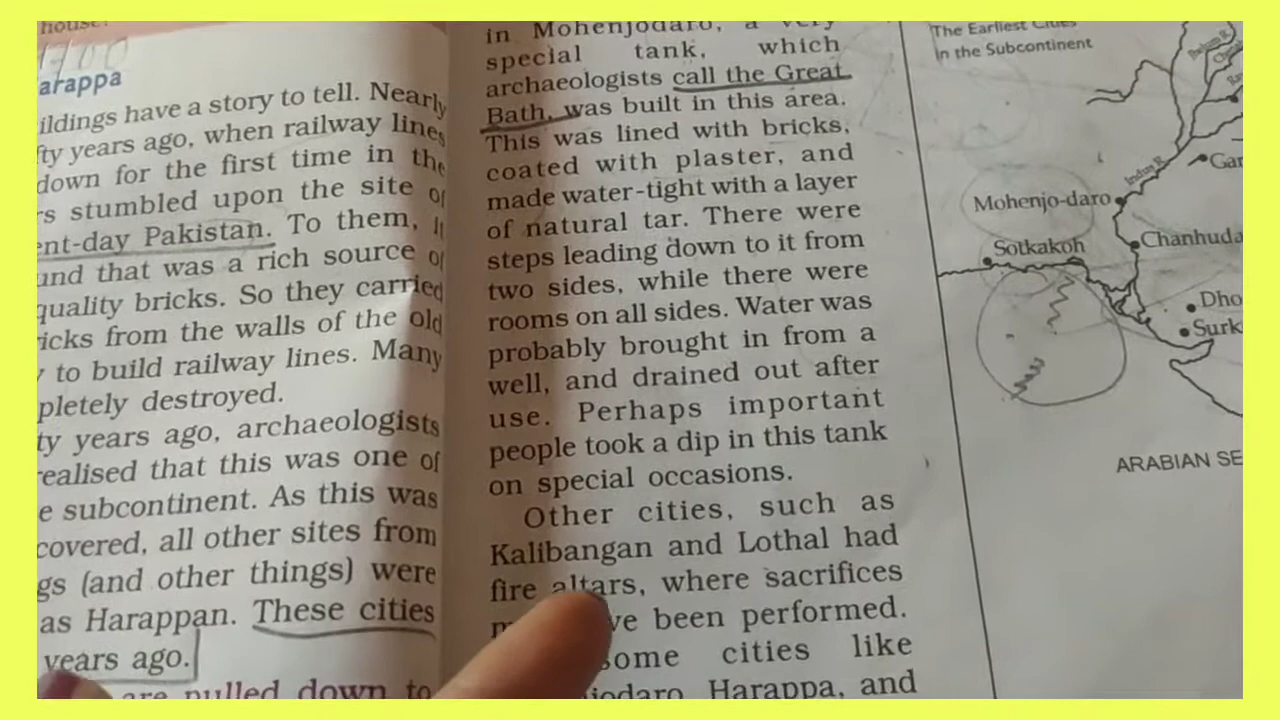 house?
1700
arappa
ildings have a story to tell. Nearly
fty years ago, when railway lines
down for the first time in the
rs stumbled upon the site of
ent-day Pakistan. To them, it
und that was a rich source of
quality bricks. So they carried
icks from the walls of the old
y to build railway lines. Many
pletely destroyed.
ty years ago, archaeologists
realised that this was one of
e subcontinent. As this was
covered, all other sites from
gs (and other things) were
as Harappan. These cities
years ago.
are pulled down to
in Mohenjodaro, a very
special tank, which
archaeologists call the Great
Bath, was built in this area.
This was lined with bricks,
coated with plaster, and
made water-tight with a layer
of natural tar. There were
steps leading down to it from
two sides, while there were
rooms on all sides. Water was
probably brought in from a
well, and drained out after
use. Perhaps important
people took a dip in this tank
on special occasions.
Other cities, such as
Kalibangan and Lothal had
fire altars, where sacrifices
ve been performed.
some cities like
jodaro, Harappa, and
The Earliest Cities
in the Subcontinent
Indus R.
Gar
Mohenjo-daro
Chanhuda
Sotkakoh
Dho
Surk
ARABIAN SE